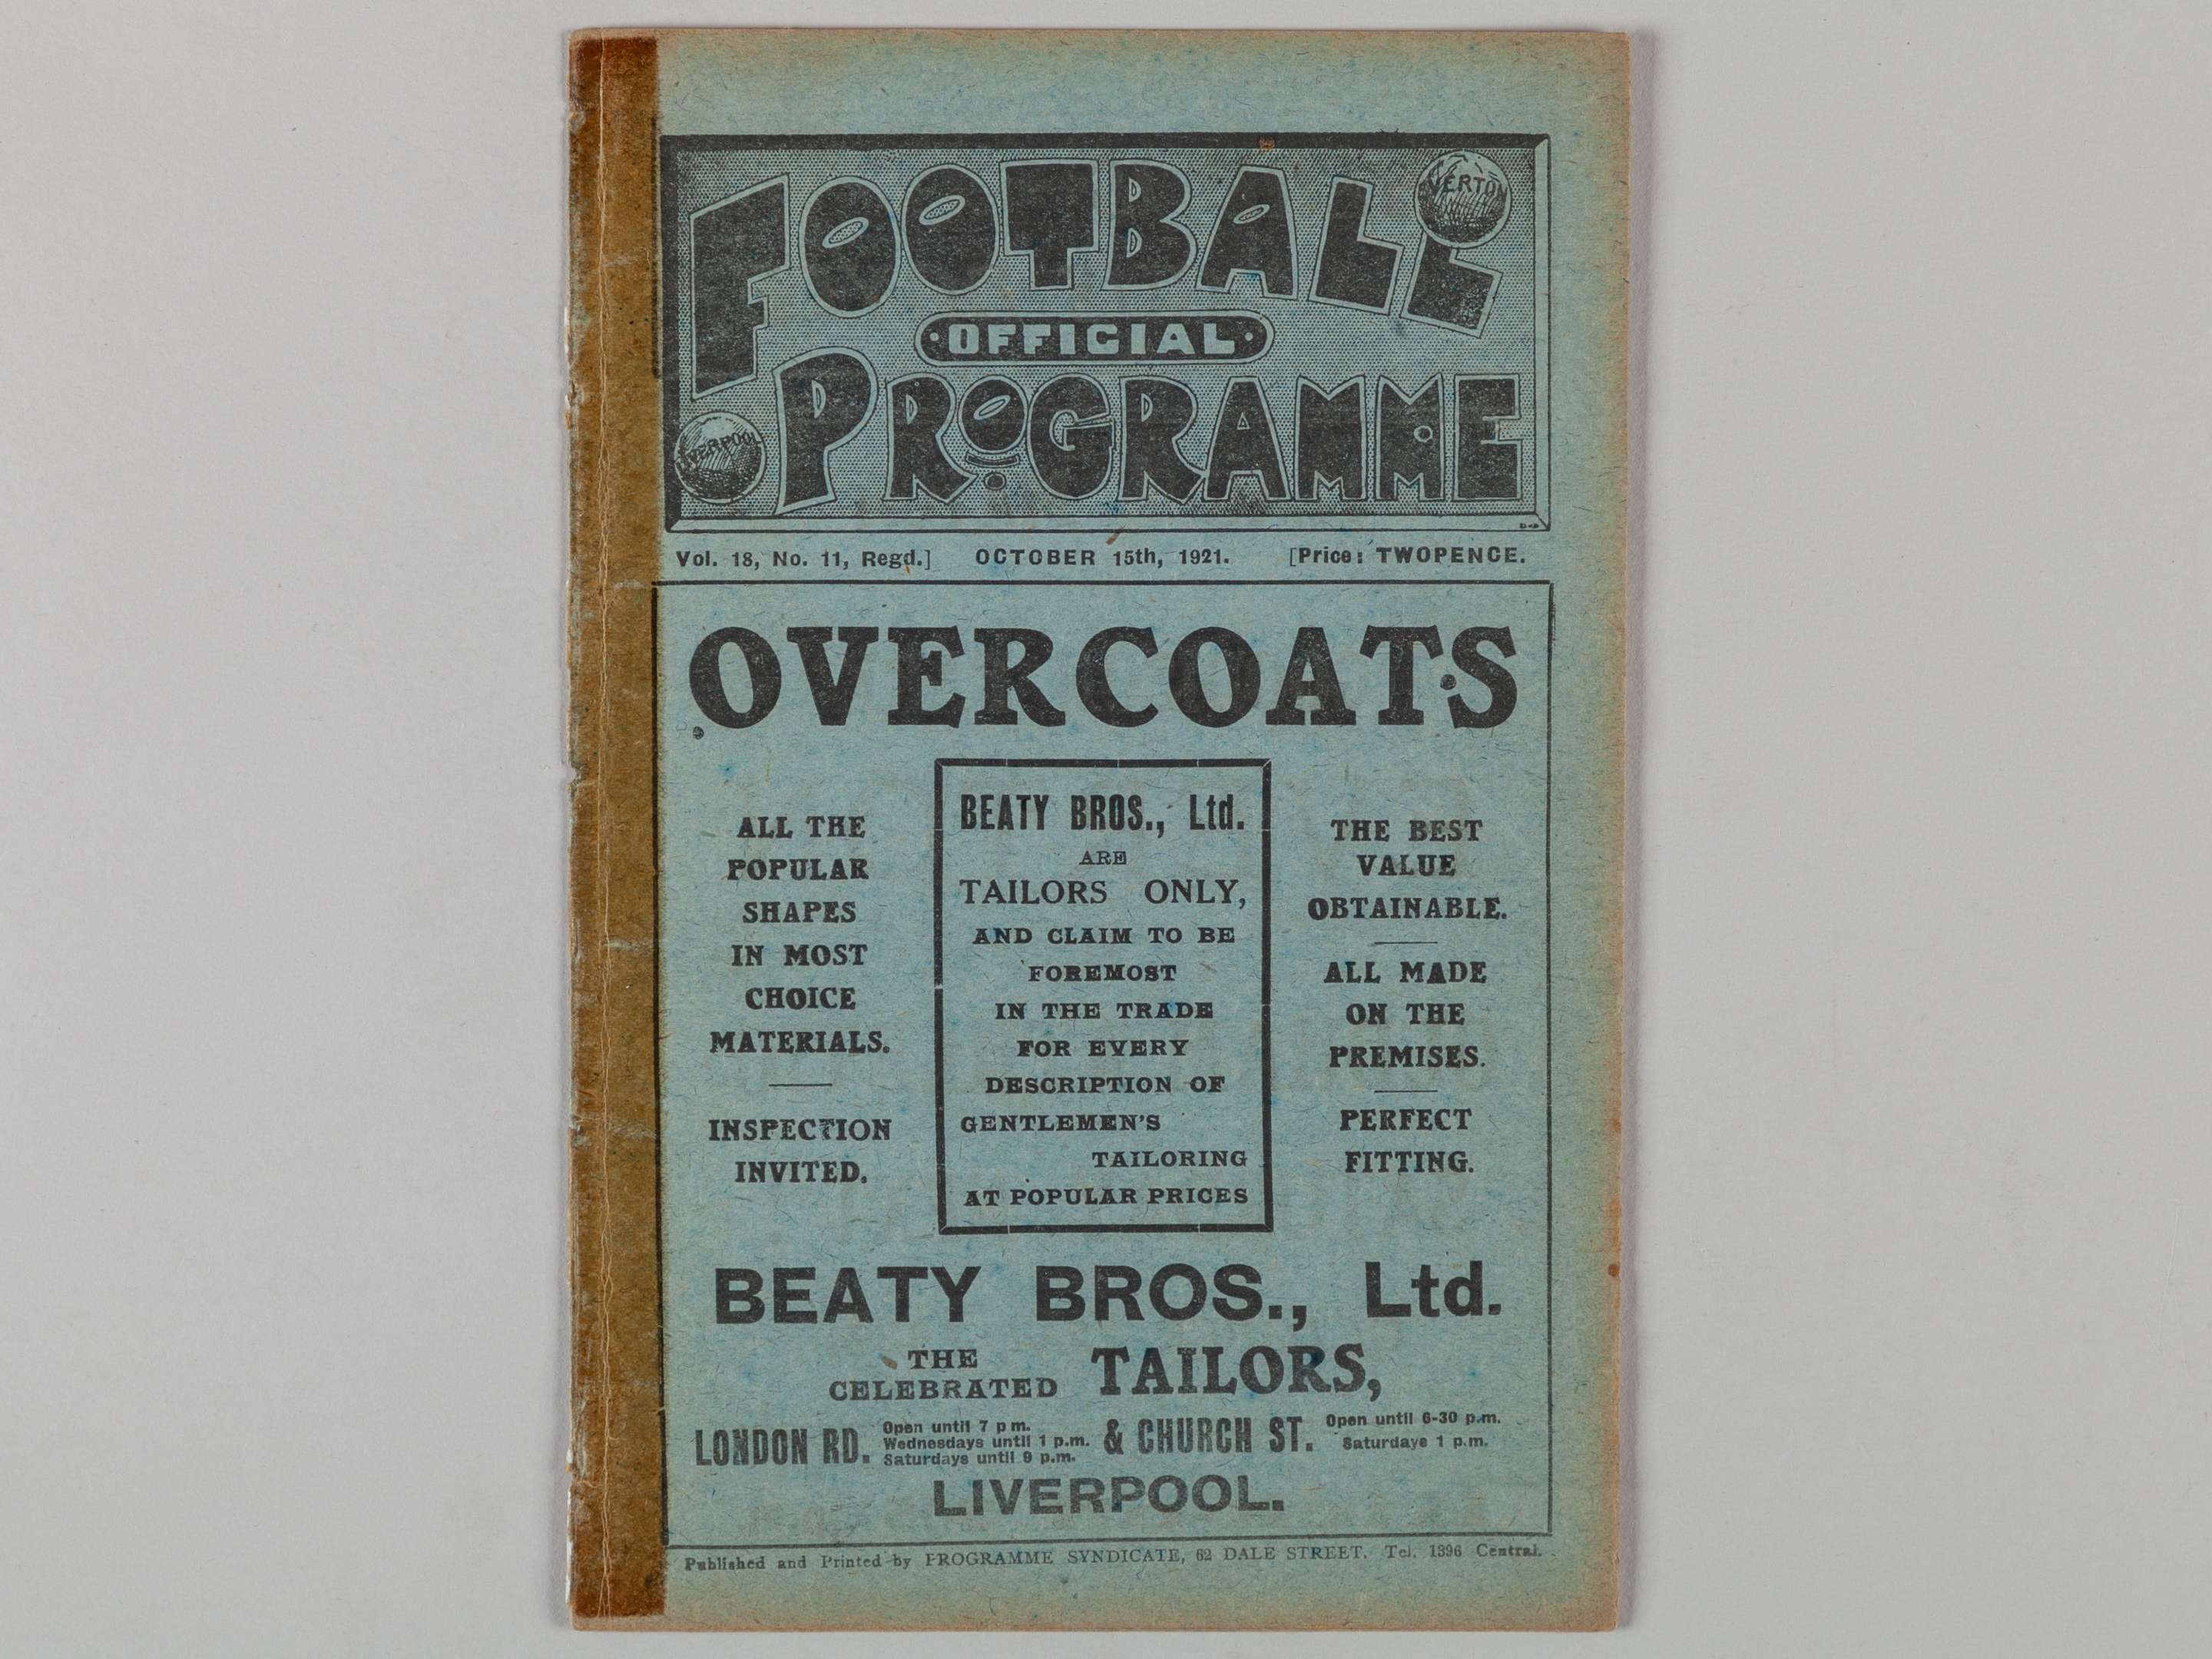 EVERTON
FOOTBALL
OFFICIAL
PROGRAMME
LIVERPOOL
Vol. 18, No. 11, Regd.] OCTOBER 15th, 1921. [Price: TWOPENCE.
OVERCOATS
ALL THE
POPULAR
SHAPES
IN MOST
CHOICE
MATERIALS.
INSPECTION
INVITED.
BEATY BROS., Ltd.
ARE
TAILORS ONLY,
AND CLAIM TO BE
FOREMOST
IN THE TRADE
FOR EVERY
DESCRIPTION OF
GENTLEMEN'S
TAILORING
AT POPULAR PRICES
THE BEST
VALUE
OBTAINABLE.
ALL MADE
ON THE
PREMISES.
PERFECT
FITTING.
BEATY BROS., Ltd.
THE
CELEBRATED TAILORS,
LONDON RD. Open until 7 p m.
Wednesdays until 1 p.m.
Saturdays until 9 p.m.
& CHURCH ST. Open until 6-30 p.m.
Saturdays 1 p.m.
LIVERPOOL.
Published and Printed by PROGRAMME SYNDICATE, 62 DALE STREET. Tel. 1396 Central.